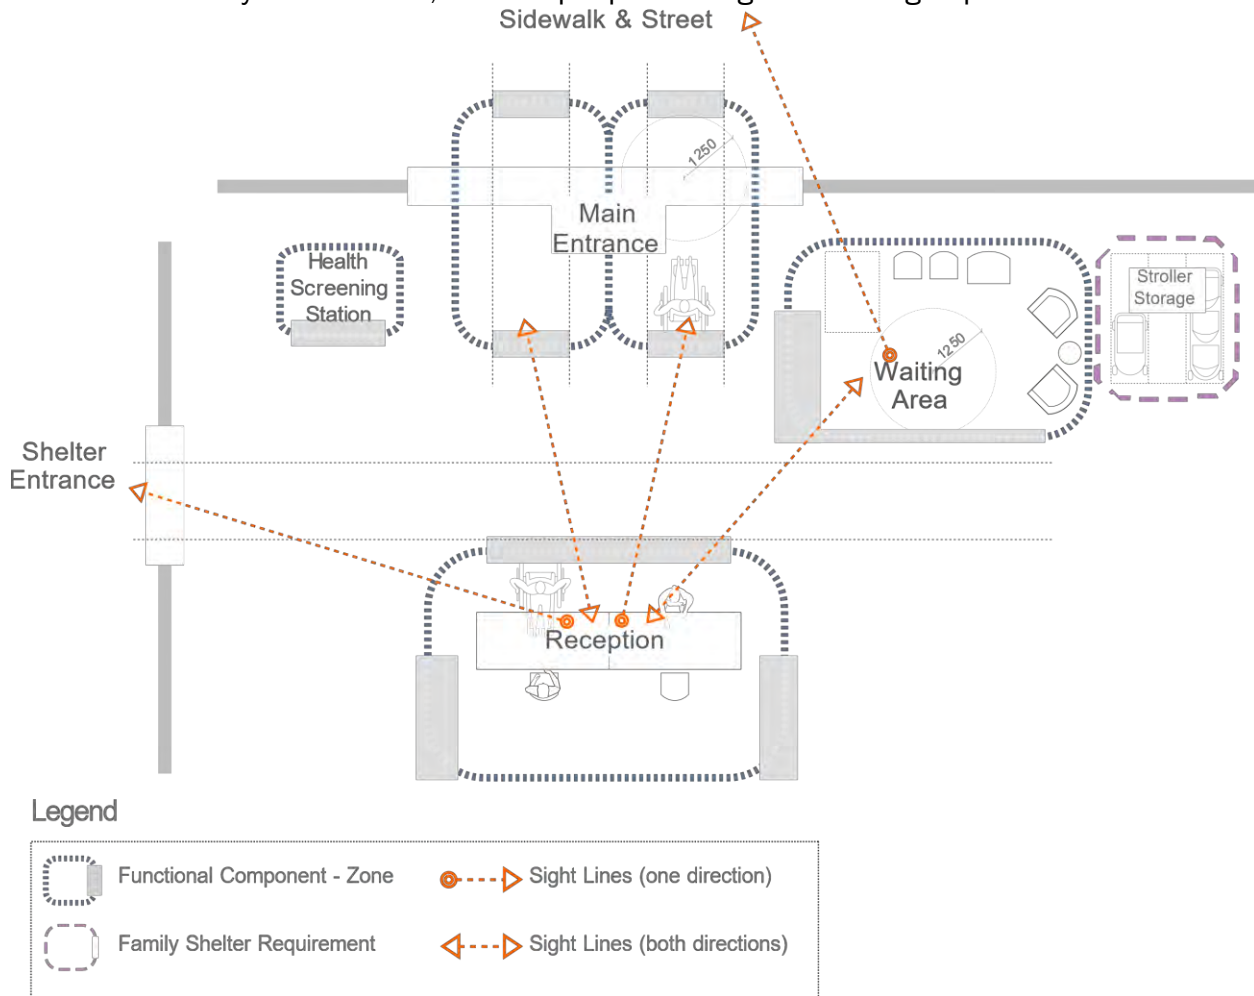 Sidewalk & Street
1250
Main
Entrance
Health
Screening
Station
Stroller
Storage
1250
Waiting
Area
Shelter
Entrance
Reception
Legend
Functional Component - Zone
Sight Lines (one direction)
Family Shelter Requirement
Sight Lines (both directions)